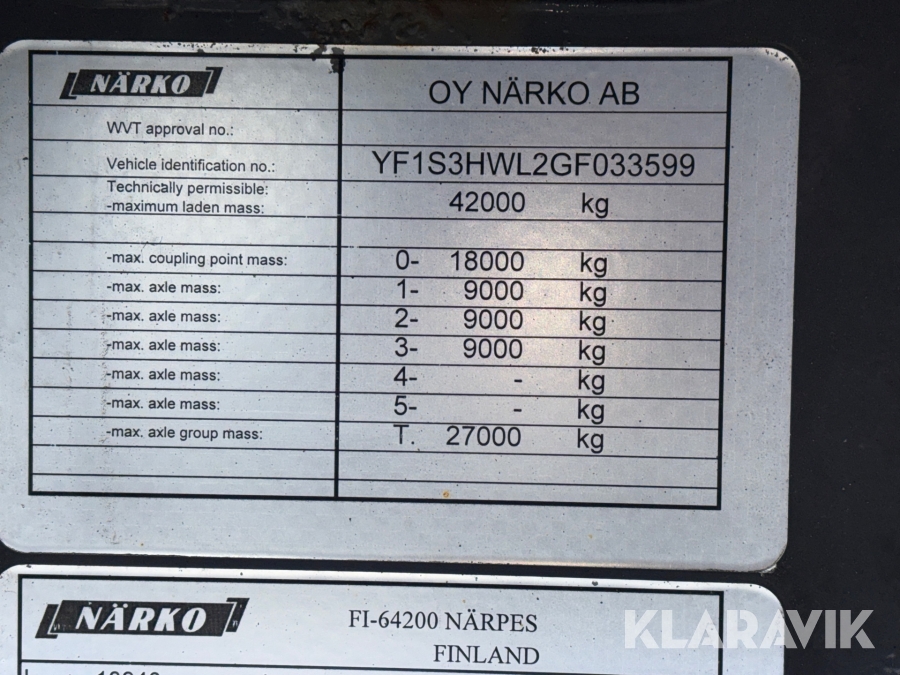 NÄRKO
OY NÄRKO AB
WVT approval no.:
Vehicle identification no.: YF1S3HWL2GF033599
Technically permissible:
-maximum laden mass: 42000 kg
-max. coupling point mass: 0- 18000 kg
-max. axle mass: 1- 9000 kg
-max. axle mass: 2- 9000 kg
-max. axle mass: 3- 9000 kg
-max. axle mass: 4- - kg
-max. axle mass: 5- - kg
-max. axle group mass: T. 27000 kg
NÄRKO
FI-64200 NÄRPES
FINLAND
KLARAVIK